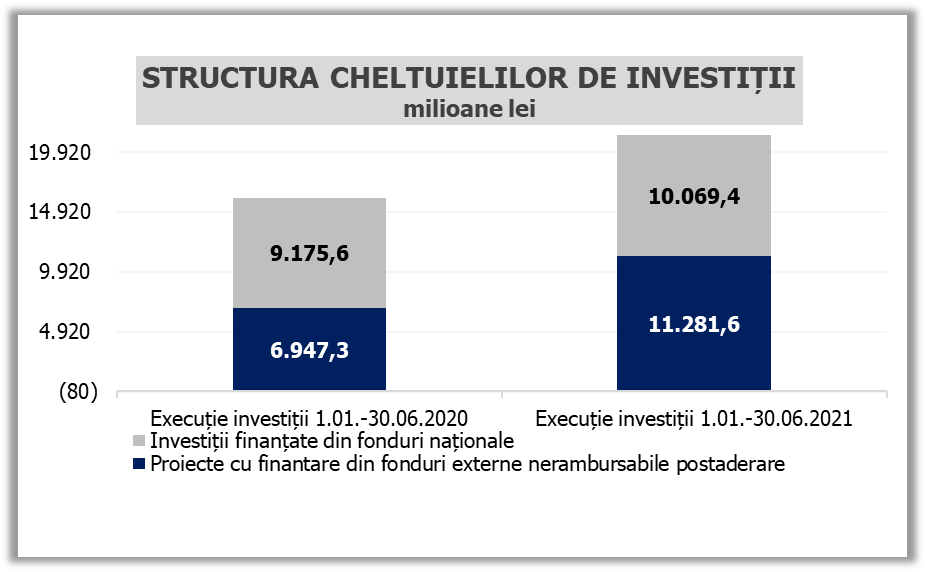 STRUCTURA CHELTUIELILOR DE INVESTIȚII
milioane lei
19.920
14.920
9.920
4.920
(80)
10.069,4
9.175,6
11.281,6
6.947,3
Execuție investiții 1.01.-30.06.2020
Execuție investiții 1.01.-30.06.2021
Investiții finanțate din fonduri naționale
Proiecte cu finantare din fonduri externe nerambursabile postaderare